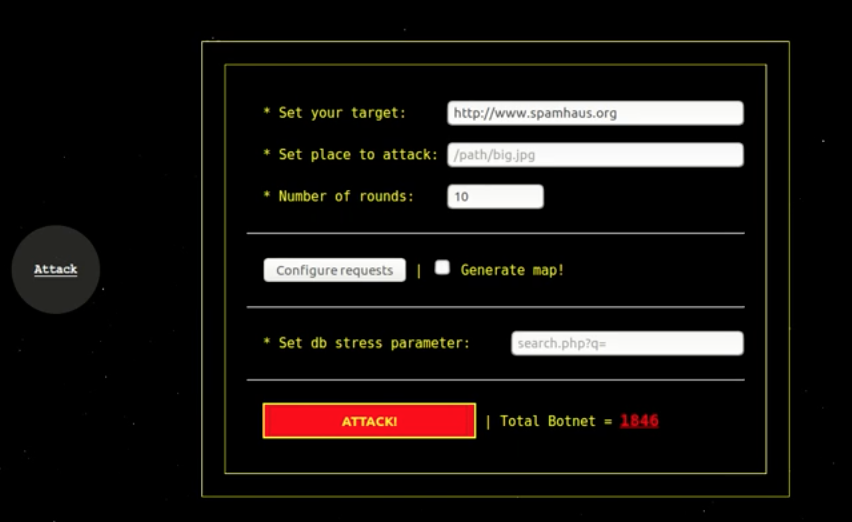 * Set your target: http://www.spamhaus.org
* Set place to attack: /path/big.jpg
* Number of rounds: 10
Attack
Configure requests | Generate map!
* Set db stress parameter: search.php?q=
ATTACK! | Total Botnet = 1846